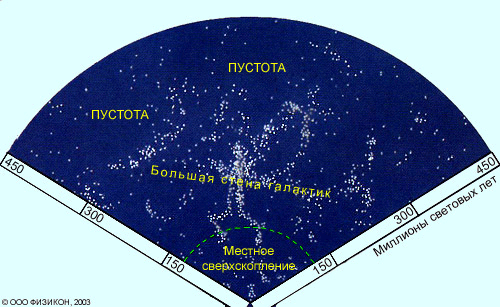 ПУСТОТА
ПУСТОТА
Большая стена галактик
450
300
150
Местное
сверхскопление
150
300
450
Миллионы световых лет
© ООО ФИЗИКОН, 2003